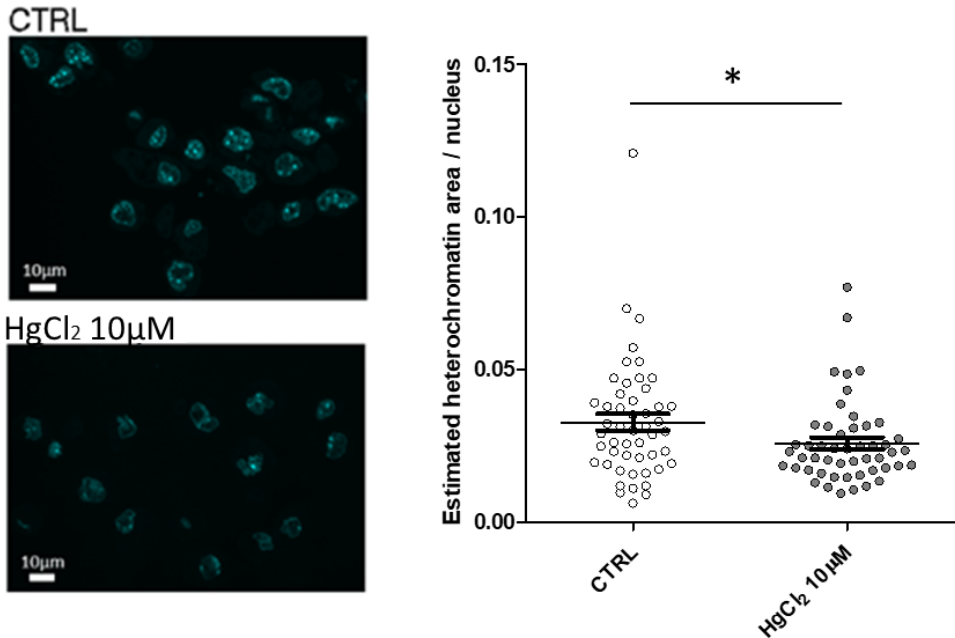 CTRL
10μm
HgCl₂ 10μM
10μm
Estimated heterochromatin area / nucleus
0.15
0.10
0.05
0.00
*
CTRL
HgCl₂ 10μM